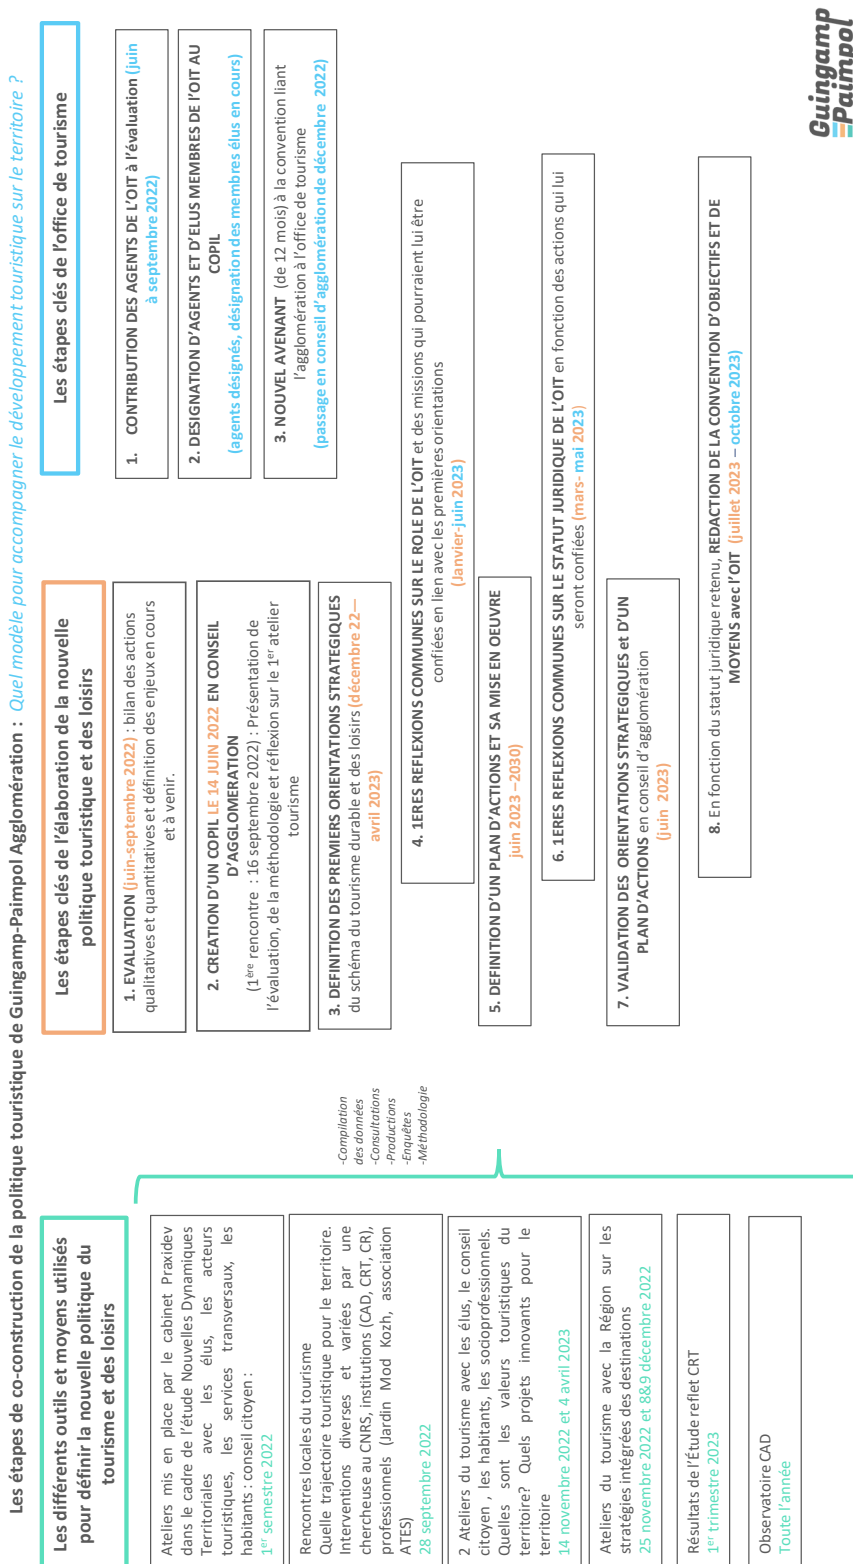 Les étapes de co-construction de la politique touristique de Guingamp-Paimpol Agglomération : Quel modèle pour accompagner le développement touristique sur le territoire ?
Les différents outils et moyens utilisés
pour définir la nouvelle politique du
tourisme et des loisirs
Ateliers mis en place par le cabinet Praxidev
dans le cadre de l'étude Nouvelles Dynamiques
Territoriales avec les élus, les acteurs
touristiques, les services transversaux, les
habitants : conseil citoyen :
1er semestre 2022
Rencontres locales du tourisme
Quelle trajectoire touristique pour le territoire.
Interventions diverses et variées par une
chercheuse au CNRS, institutions (CAD, CRT, CR),
professionnels (Jardin Mod Kozh, association
ATES)
28 septembre 2022
2 Ateliers du tourisme avec les élus, le conseil
citoyen , les habitants, les socioprofessionnels.
Quelles sont les valeurs touristiques du
territoire? Quels projets innovants pour le
territoire
14 novembre 2022 et 4 avril 2023
Ateliers du tourisme avec la Région sur les
stratégies intégrées des destinations
25 novembre 2022 et 8&9 décembre 2022
Résultats de l'Étude reflet CRT
1er trimestre 2023
Observatoire CAD
Toute l'année
-Compilation
des données
-Consultations
-Productions
-Enquêtes
-Méthodologie
Les étapes clés de l'élaboration de la nouvelle
politique touristique et des loisirs
1. EVALUATION (juin-septembre 2022) : bilan des actions
qualitatives et quantitatives et définition des enjeux en cours
et à venir.
2. CREATION D'UN COPIL LE 14 JUIN 2022 EN CONSEIL
D'AGGLOMERATION
(1ère rencontre : 16 septembre 2022) : Présentation de
l'évaluation, de la méthodologie et réflexion sur le 1er atelier
tourisme
3. DEFINITION DES PREMIERS ORIENTATIONS STRATEGIQUES
du schéma du tourisme durable et des loisirs (décembre 22—
avril 2023)
4. 1ERES REFLEXIONS COMMUNES SUR LE ROLE DE L'OIT et des missions qui pourraient lui être
confiées en lien avec les premières orientations
(Janvier-juin 2023)
5. DEFINITION D'UN PLAN D'ACTIONS ET SA MISE EN OEUVRE
juin 2023 –2030)
6. 1ERES REFLEXIONS COMMUNES SUR LE STATUT JURIDIQUE DE L'OIT en fonction des actions qui lui
seront confiées (mars- mai 2023)
7. VALIDATION DES ORIENTATIONS STRATEGIQUES et D'UN
PLAN D'ACTIONS en conseil d'agglomération
(juin 2023)
8. En fonction du statut juridique retenu, REDACTION DE LA CONVENTION D'OBJECTIFS ET DE
MOYENS avec l'OIT (juillet 2023 – octobre 2023)
Les étapes clés de l'office de tourisme
1. CONTRIBUTION DES AGENTS DE L'OIT à l'évaluation (juin
à septembre 2022)
2. DESIGNATION D'AGENTS ET D'ELUS MEMBRES DE L'OIT AU
COPIL
(agents désignés, désignation des membres élus en cours)
3. NOUVEL AVENANT (de 12 mois) à la convention liant
l'agglomération à l'office de tourisme
(passage en conseil d'agglomération de décembre 2022)
Guingamp
Paimpol